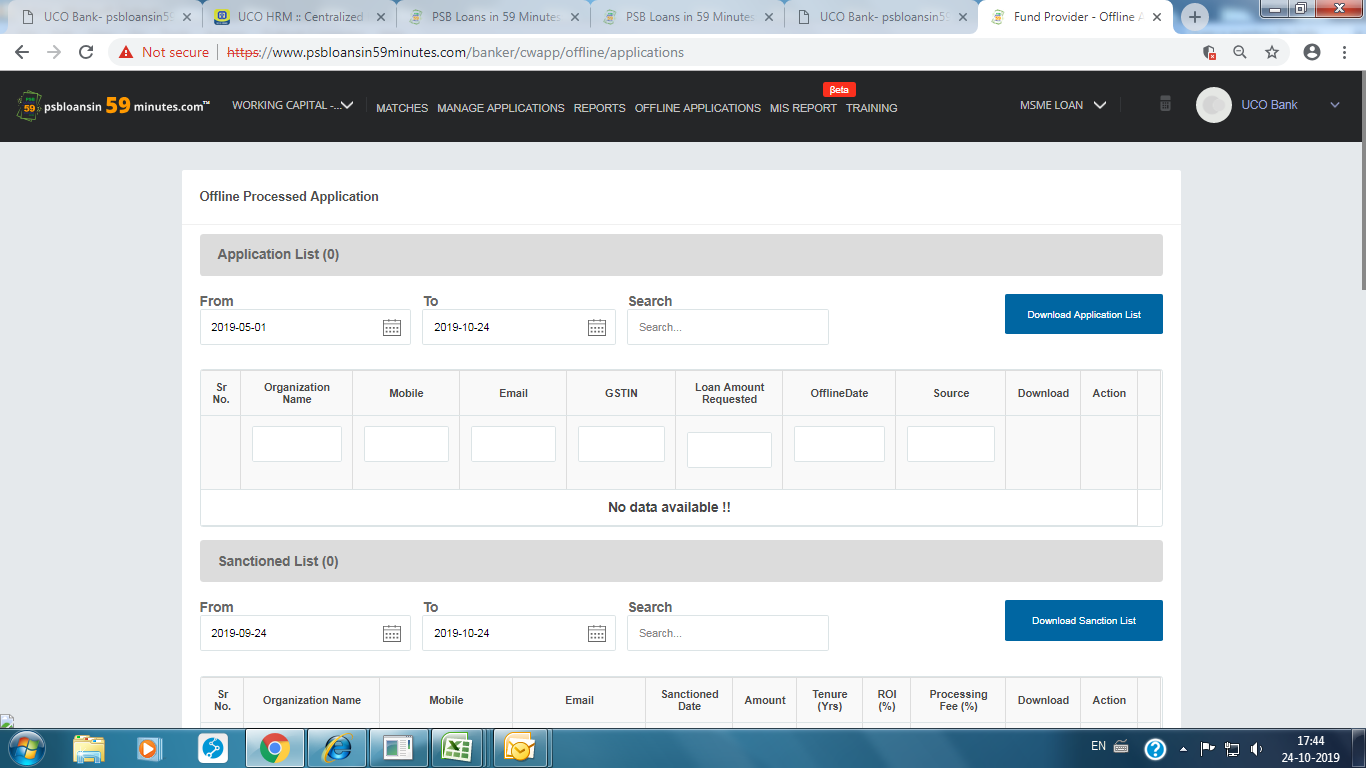 UCO Bank- psbloansin59
UCO HRM :: Centralized
PSB Loans in 59 Minutes
PSB Loans in 59 Minutes
UCO Bank- psbloansin59
Fund Provider - Offline A
Not secure
https://www.psbloansin59minutes.com/banker/cwapp/offline/applications
psbloansin 59 minutes.com™
WORKING CAPITAL -...
MATCHES
MANAGE APPLICATIONS
REPORTS
OFFLINE APPLICATIONS
MIS REPORT
βeta
TRAINING
MSME LOAN
UCO Bank
Offline Processed Application
Application List (0)
From
To
Search
2019-05-01
2019-10-24
Search...
Download Application List
Sr No.
Organization Name
Mobile
Email
GSTIN
Loan Amount Requested
OfflineDate
Source
Download
Action
No data available !!
Sanctioned List (0)
From
To
Search
2019-09-24
2019-10-24
Search...
Download Sanction List
Sr No.
Organization Name
Mobile
Email
Sanctioned Date
Amount
Tenure (Yrs)
ROI (%)
Processing Fee (%)
Download
Action
EN
17:44
24-10-2019